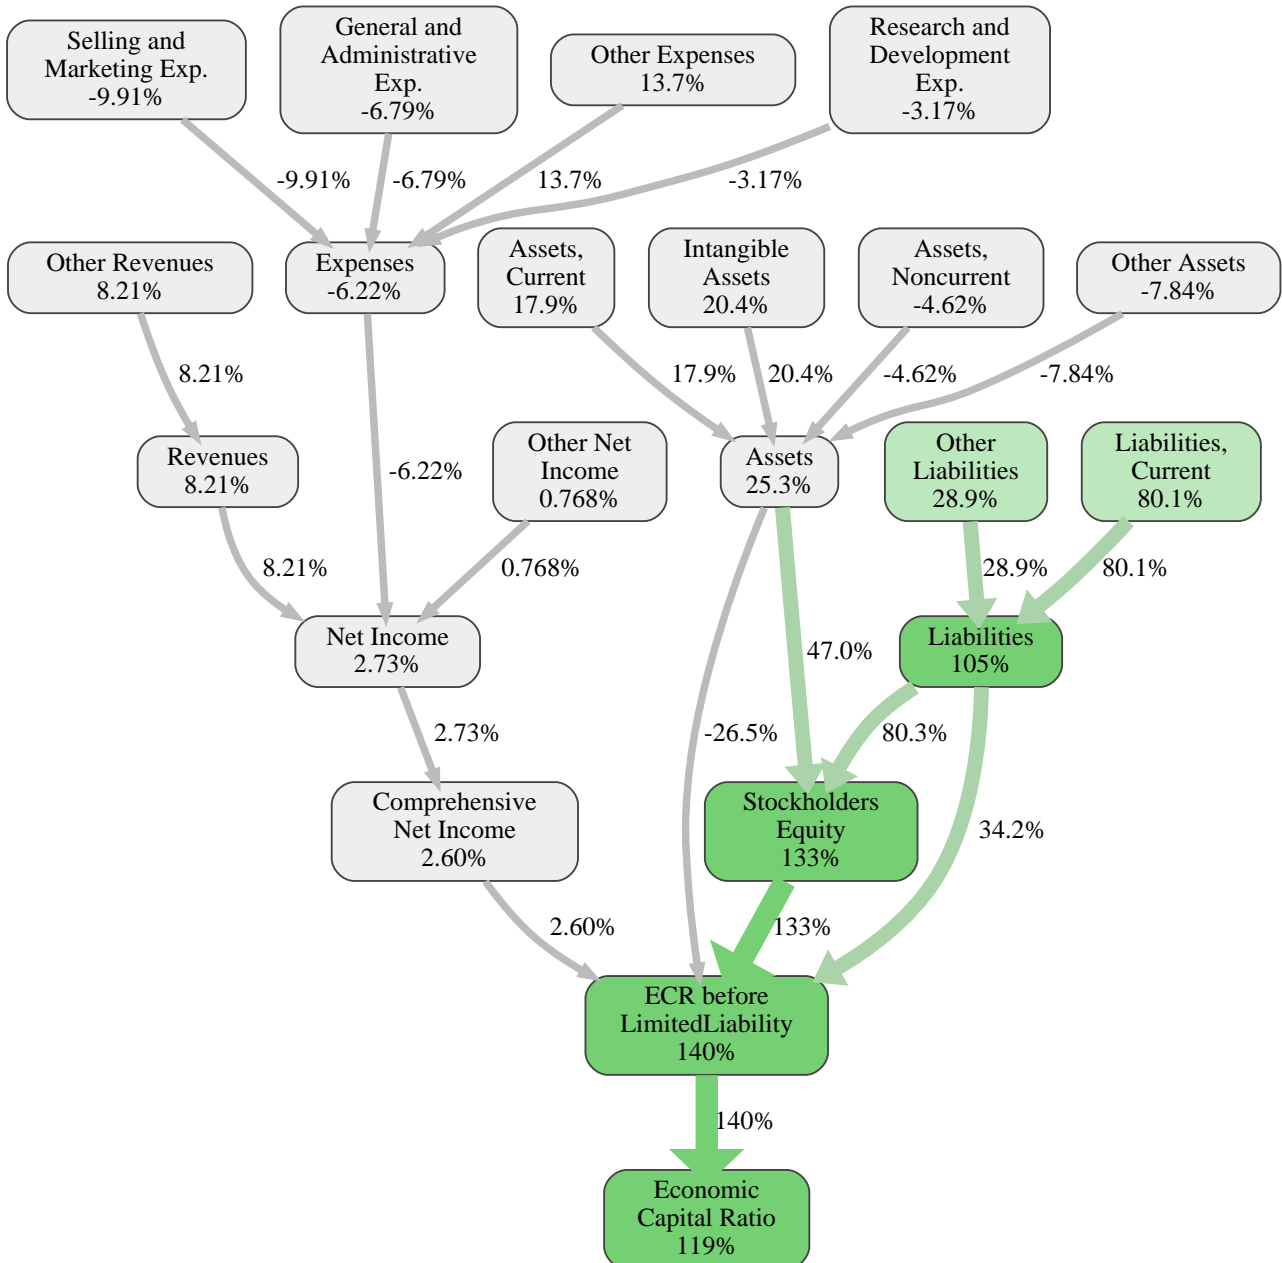 Selling and
Marketing Exp.
-9.91%
General and
Administrative
Exp.
-6.79%
Other Expenses
13.7%
Research and
Development
Exp.
-3.17%
-9.91%
-6.79%
13.7%
-3.17%
Other Revenues
8.21%
Expenses
-6.22%
Assets,
Current
17.9%
Intangible
Assets
20.4%
Assets,
Noncurrent
-4.62%
Other Assets
-7.84%
8.21%
17.9%
20.4%
-4.62%
-7.84%
Revenues
8.21%
-6.22%
Other Net
Income
0.768%
Assets
25.3%
Other
Liabilities
28.9%
Liabilities,
Current
80.1%
8.21%
0.768%
28.9%
80.1%
Net Income
2.73%
47.0%
Liabilities
105%
2.73%
-26.5%
80.3%
Comprehensive
Net Income
2.60%
Stockholders
Equity
133%
34.2%
2.60%
133%
ECR before
LimitedLiability
140%
140%
Economic
Capital Ratio
119%